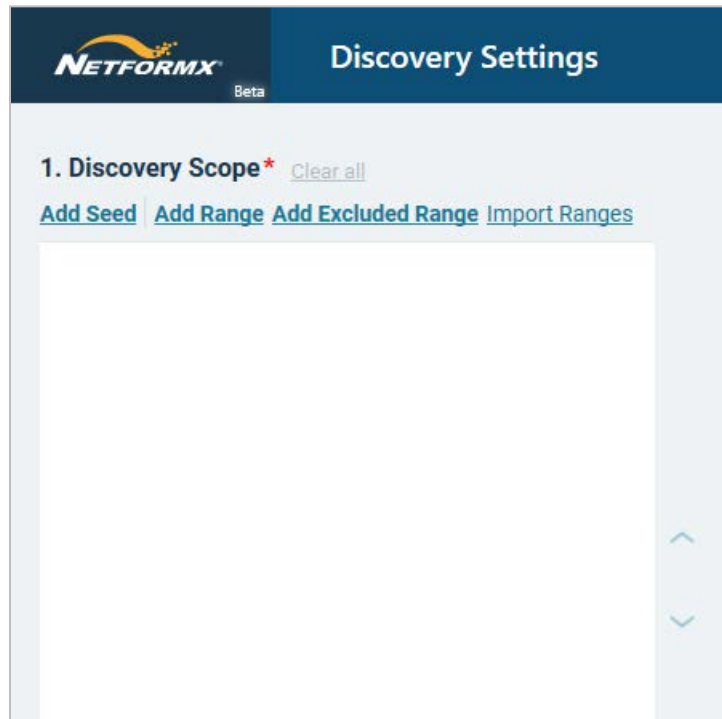 NETFORMX®
Beta
Discovery Settings
1. Discovery Scope* Clear all
Add Seed Add Range Add Excluded Range Import Ranges